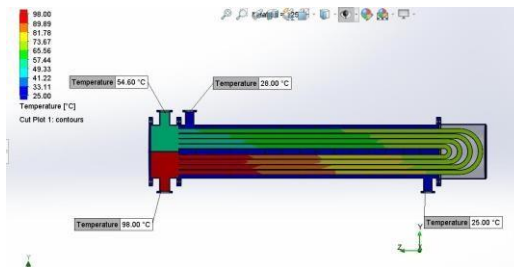 98.00
89.89
81.78
73.67
65.56
57.44
49.33
41.22
33.11
25.00
Temperature [°C]
Cut Plot 1: contours
Temperature 54.60 °C
Temperature 28.00 °C
Temperature 98.00 °C
Temperature 25.00 °C
Y
Z
X
Y